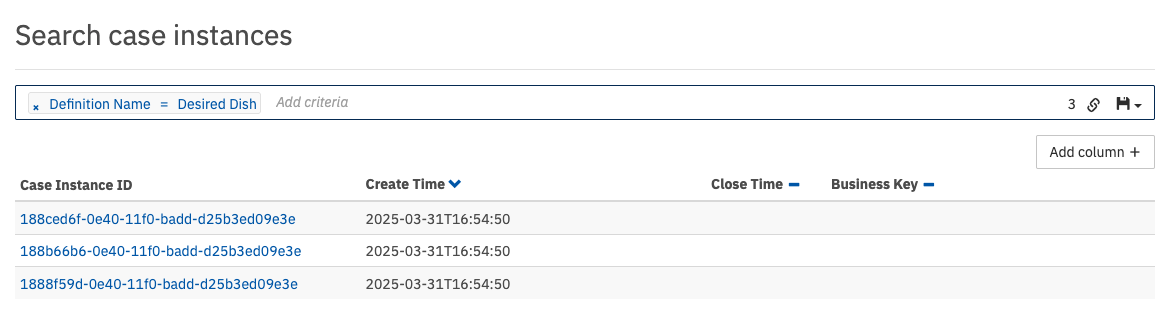 Search case instances
× Definition Name = Desired Dish Add criteria 3
Add column +
Case Instance ID Create Time Close Time Business Key
188ced6f-0e40-11f0-badd-d25b3ed09e3e 2025-03-31T16:54:50
188b66b6-0e40-11f0-badd-d25b3ed09e3e 2025-03-31T16:54:50
1888f59d-0e40-11f0-badd-d25b3ed09e3e 2025-03-31T16:54:50